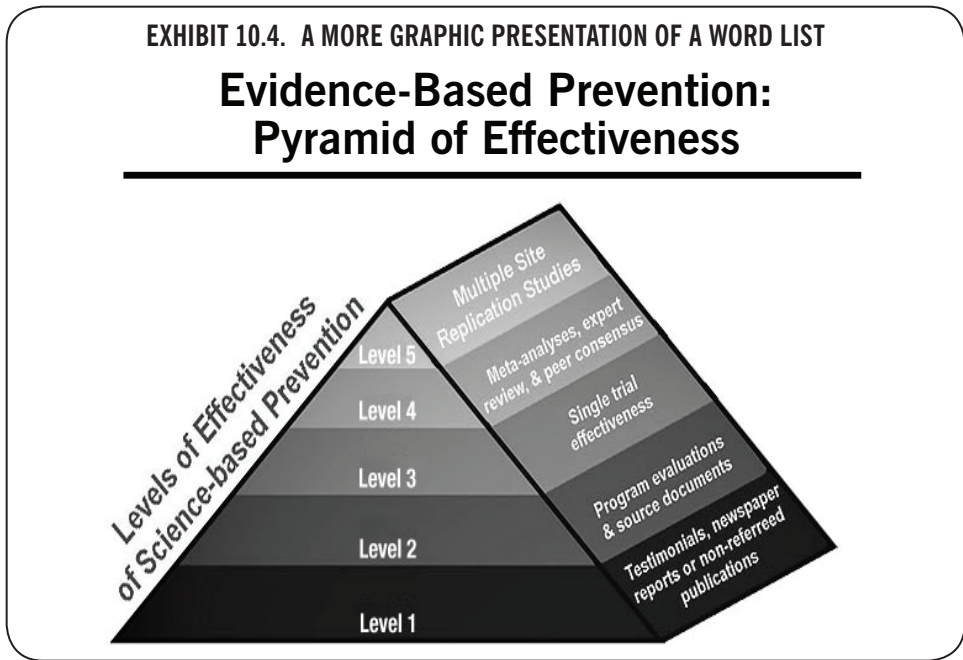 EXHIBIT 10.4. A MORE GRAPHIC PRESENTATION OF A WORD LIST
Evidence-Based Prevention:
Pyramid of Effectiveness
Levels of Effectiveness
of Science-based Prevention
Level 5
Level 4
Level 3
Level 2
Level 1
Multiple Site
Replication Studies
Meta-analyses, expert
review, & peer consensus
Single trial
effectiveness
Program evaluations
& source documents
Testimonials, newspaper
reports or non-referreed
publications